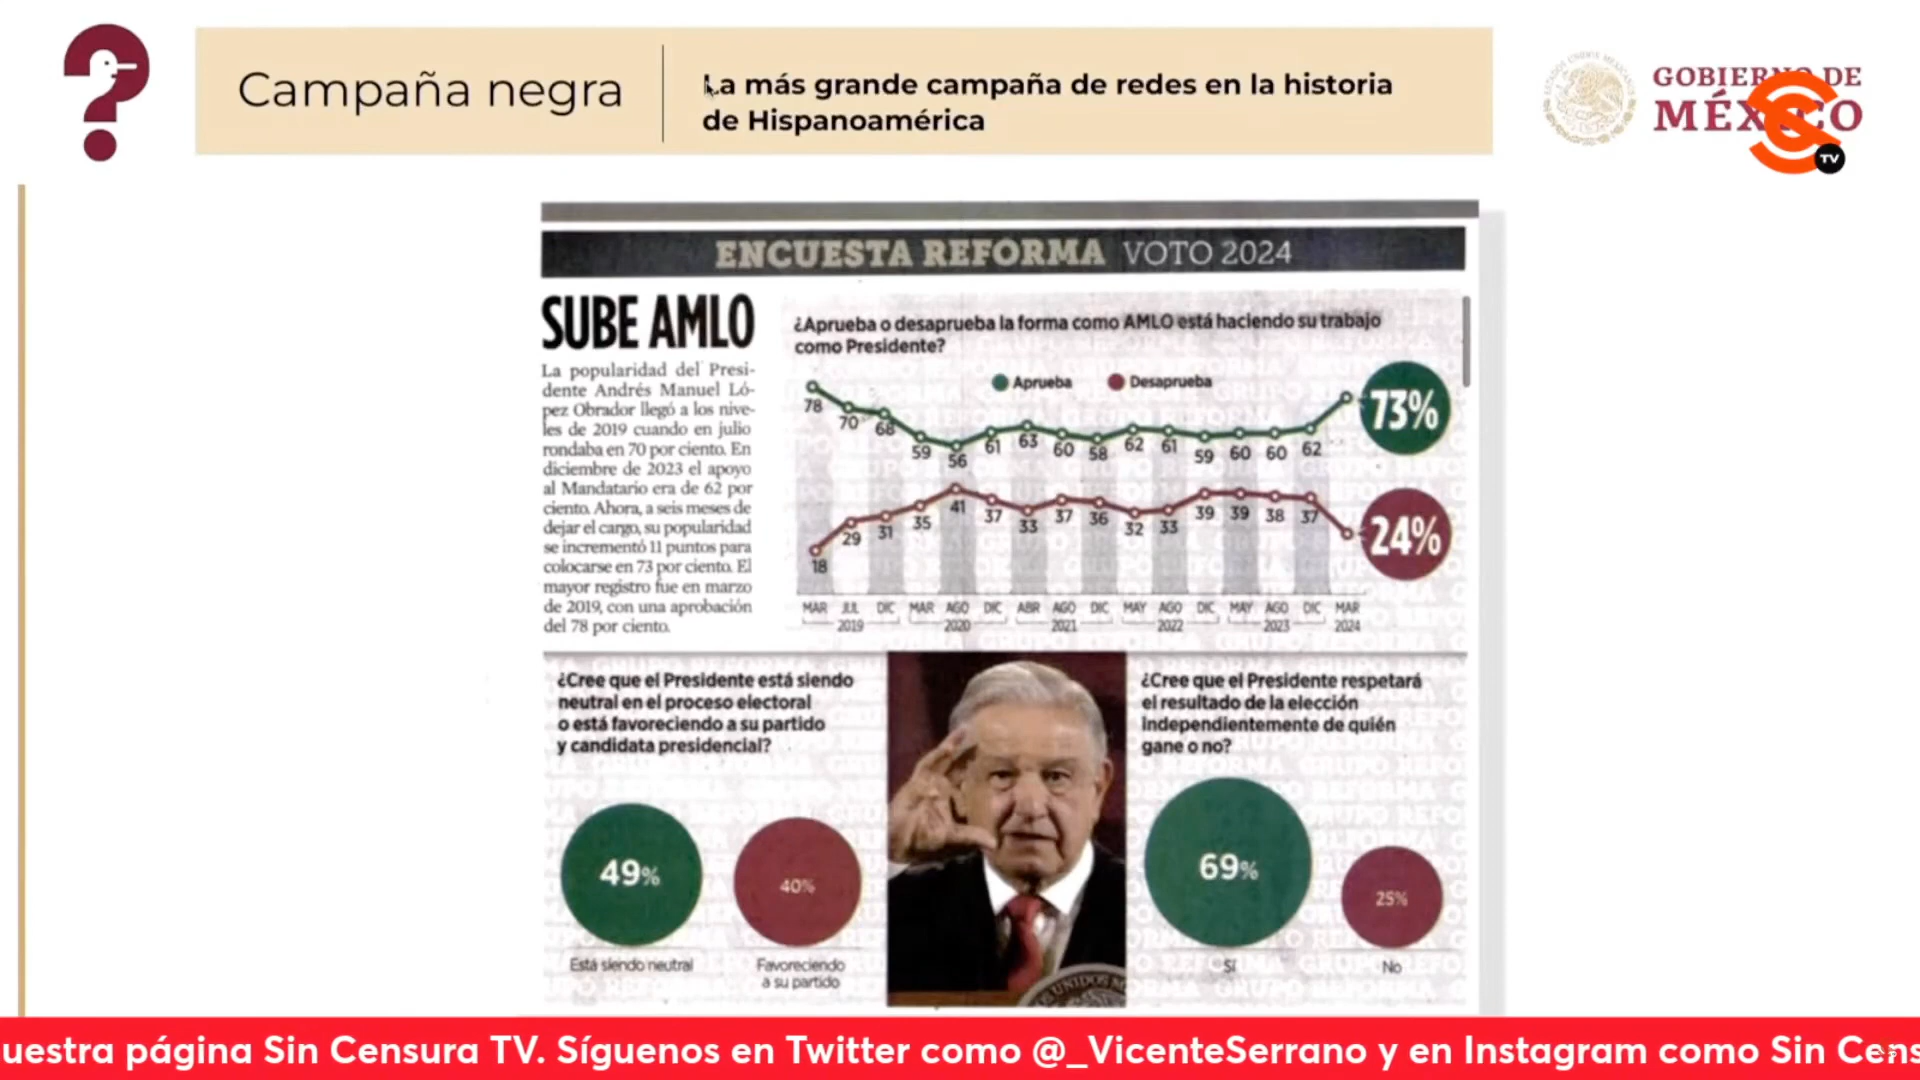 Campaña negra
La más grande campaña de redes en la historia
de Hispanoamérica
GOBIERNO DE
MÉXICO
TV
ENCUESTA REFORMA VOTO 2024
SUBE AMLO
La popularidad del Presi-
dente Andrés Manuel Ló-
pez Obrador llegó a los nive-
les de 2019 cuando en julio
rondaba en 70 por ciento. En
diciembre de 2023 el apoyo
al Mandatario era de 62 por
ciento. Ahora, a seis meses de
dejar el cargo, su popularidad
se incrementó 11 puntos para
colocarse en 73 por ciento. El
mayor registro fue en marzo
de 2019, con una aprobación
del 78 por ciento.
¿Aprueba o desaprueba la forma como AMLO está haciendo su trabajo
como Presidente?
Aprueba Desaprueba
78 70 68 59 56 61 63 60 58 62 61 59 60 60 62 73%
18 29 31 35 41 37 33 37 36 32 33 39 39 38 37 24%
MAR JUL DIC MAR AGO DIC ABR AGO DIC MAY AGO DIC MAY AGO DIC MAR
2019 2020 2021 2022 2023 2024
¿Cree que el Presidente está siendo
neutral en el proceso electoral
o está favoreciendo a su partido
y candidata presidencial?
49% 40%
Está siendo neutral
Favoreciendo
a su partido
¿Cree que el Presidente respetará
el resultado de la elección
independientemente de quién
gane o no?
69% 25%
Sí No
UNIDOS M
uestra página Sin Censura TV. Síguenos en Twitter como @_VicenteSerrano y en Instagram como Sin Cens